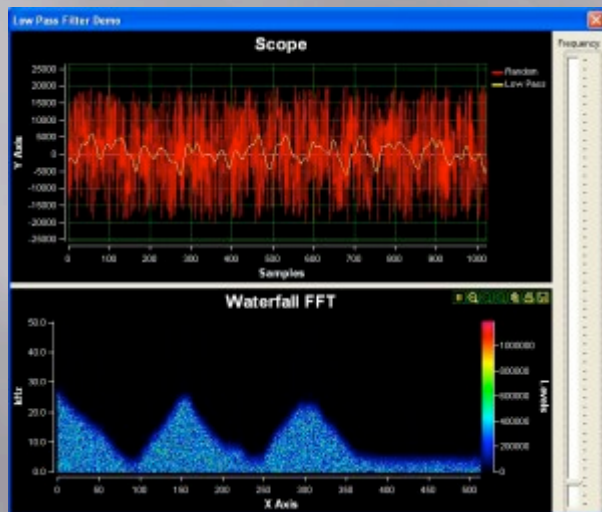 Low Pass Filter Demo
Scope
Frequency
25000
20000
15000
10000
5000
0
-5000
-10000
-15000
-20000
-25000
Y Axis
Random
Low Pass
0 100 200 300 400 500 600 700 800 900 1000
Samples
Waterfall FFT
50.0
40.0
30.0
20.0
10.0
0.0
kHz
1000000
800000
600000
400000
200000
0
Levels
0 50 100 150 200 250 300 350 400 450 500
X Axis